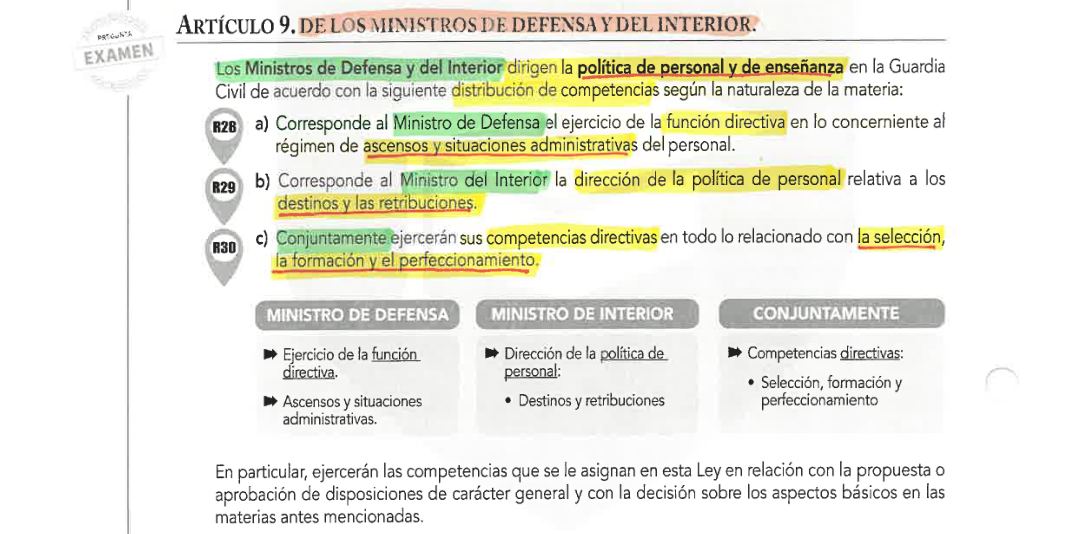 PREGUNTA
EXAMEN
ARTÍCULO 9. DE LOS MINISTROS DE DEFENSA Y DEL INTERIOR.
Los Ministros de Defensa y del Interior dirigen la política de personal y de enseñanza en la Guardia
Civil de acuerdo con la siguiente distribución de competencias según la naturaleza de la materia:
R28
a) Corresponde al Ministro de Defensa el ejercicio de la función directiva en lo concerniente al
régimen de ascensos y situaciones administrativas del personal.
R29
b) Corresponde al Ministro del Interior la dirección de la política de personal relativa a los
destinos y las retribuciones.
R30
c) Conjuntamente ejercerán sus competencias directivas en todo lo relacionado con la selección,
la formación y el perfeccionamiento.
MINISTRO DE DEFENSA
Ejercicio de la función
directiva.
Ascensos y situaciones
administrativas.
MINISTRO DE INTERIOR
Dirección de la política de
personal:
• Destinos y retribuciones
CONJUNTAMENTE
Competencias directivas:
• Selección, formación y
perfeccionamiento
En particular, ejercerán las competencias que se le asignan en esta Ley en relación con la propuesta o
aprobación de disposiciones de carácter general y con la decisión sobre los aspectos básicos en las
materias antes mencionadas.